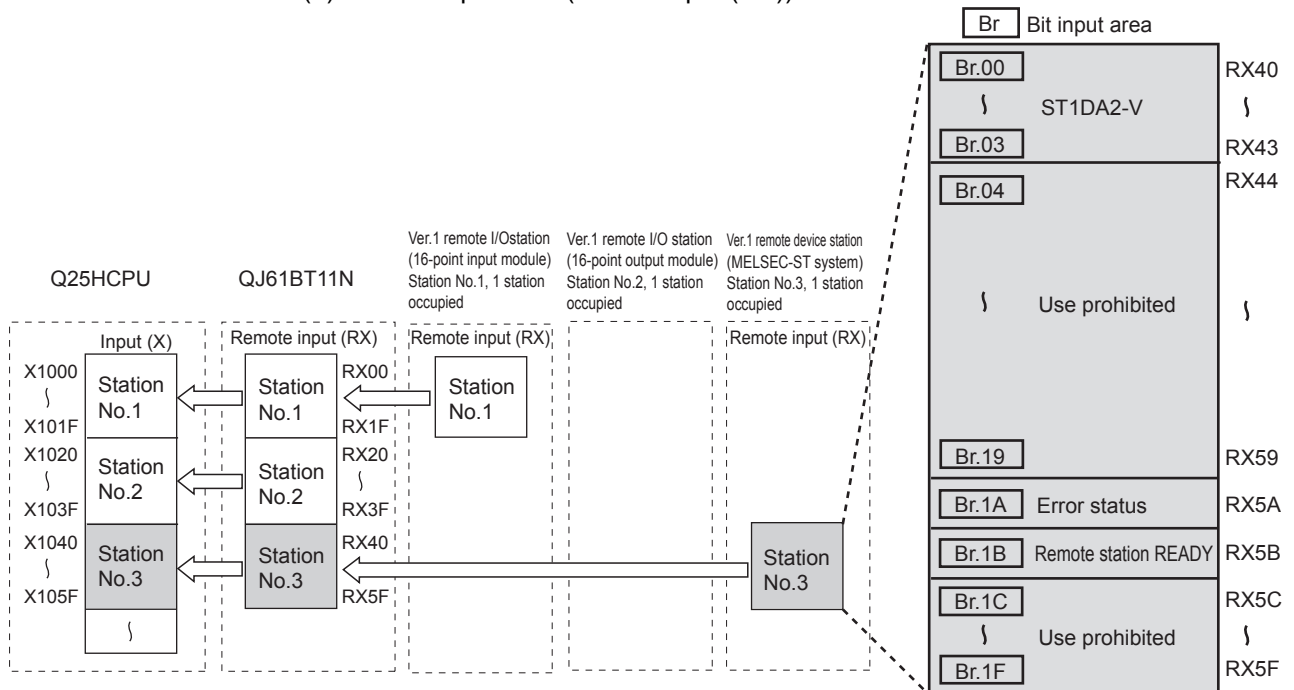 Br Bit input area
Br.00 RX40
ST1DA2-V
Br.03 RX43
Br.04 RX44
Use prohibited
Br.19 RX59
Br.1A Error status RX5A
Br.1B Remote station READY RX5B
Br.1C RX5C
Use prohibited
Br.1F RX5F
Q25HCPU
QJ61BT11N
Ver.1 remote I/Ostation
(16-point input module)
Station No.1, 1 station
occupied
Ver.1 remote I/O station
(16-point output module)
Station No.2, 1 station
occupied
Ver.1 remote device station
(MELSEC-ST system)
Station No.3, 1 station
occupied
Input (X)
X1000
X101F
Station
No.1
X1020
X103F
Station
No.2
X1040
X105F
Station
No.3
Remote input (RX)
Station
No.1
RX00
RX1F
Station
No.2
RX20
RX3F
Station
No.3
RX40
RX5F
Remote input (RX)
Station
No.1
Remote input (RX)
Station
No.3